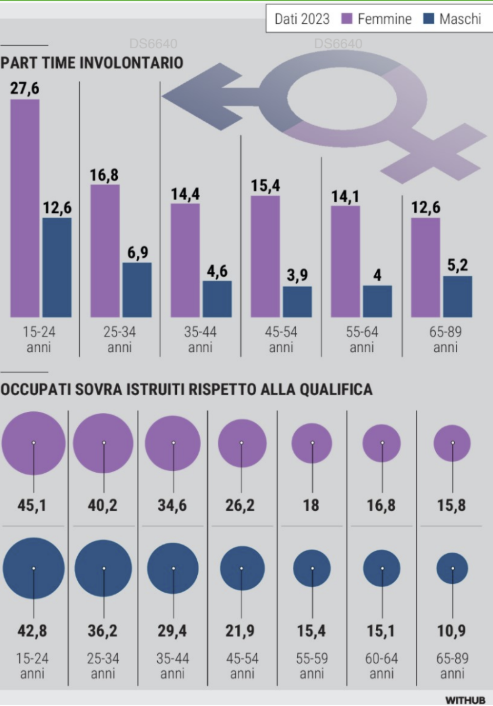 Dati 2023 Femmine Maschi
DS6640 DS6640
PART TIME INVOLONTARIO
27,6
12,6
16,8
6,9
14,4
4,6
15,4
3,9
14,1
4
12,6
5,2
15-24 25-34 35-44 45-54 55-64 65-89
anni anni anni anni anni anni
OCCUPATI SOVRA ISTRUITI RISPETTO ALLA QUALIFICA
45,1 40,2 34,6 26,2 18 16,8 15,8
42,8 36,2 29,4 21,9 15,4 15,1 10,9
15-24 25-34 35-44 45-54 55-59 60-64 65-89
anni anni anni anni anni anni anni
WITHUB